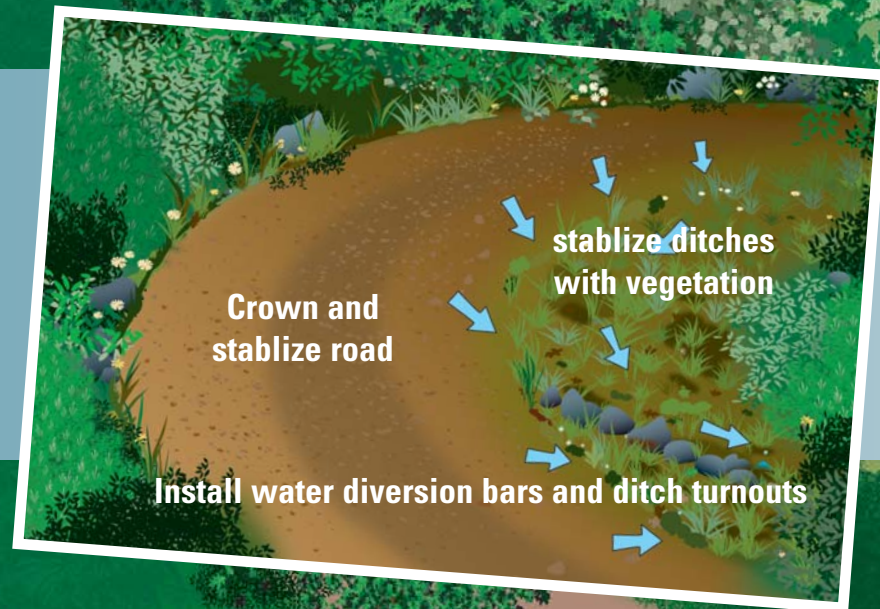 stablize ditches
with vegetation
Crown and
stablize road
Install water diversion bars and ditch turnouts